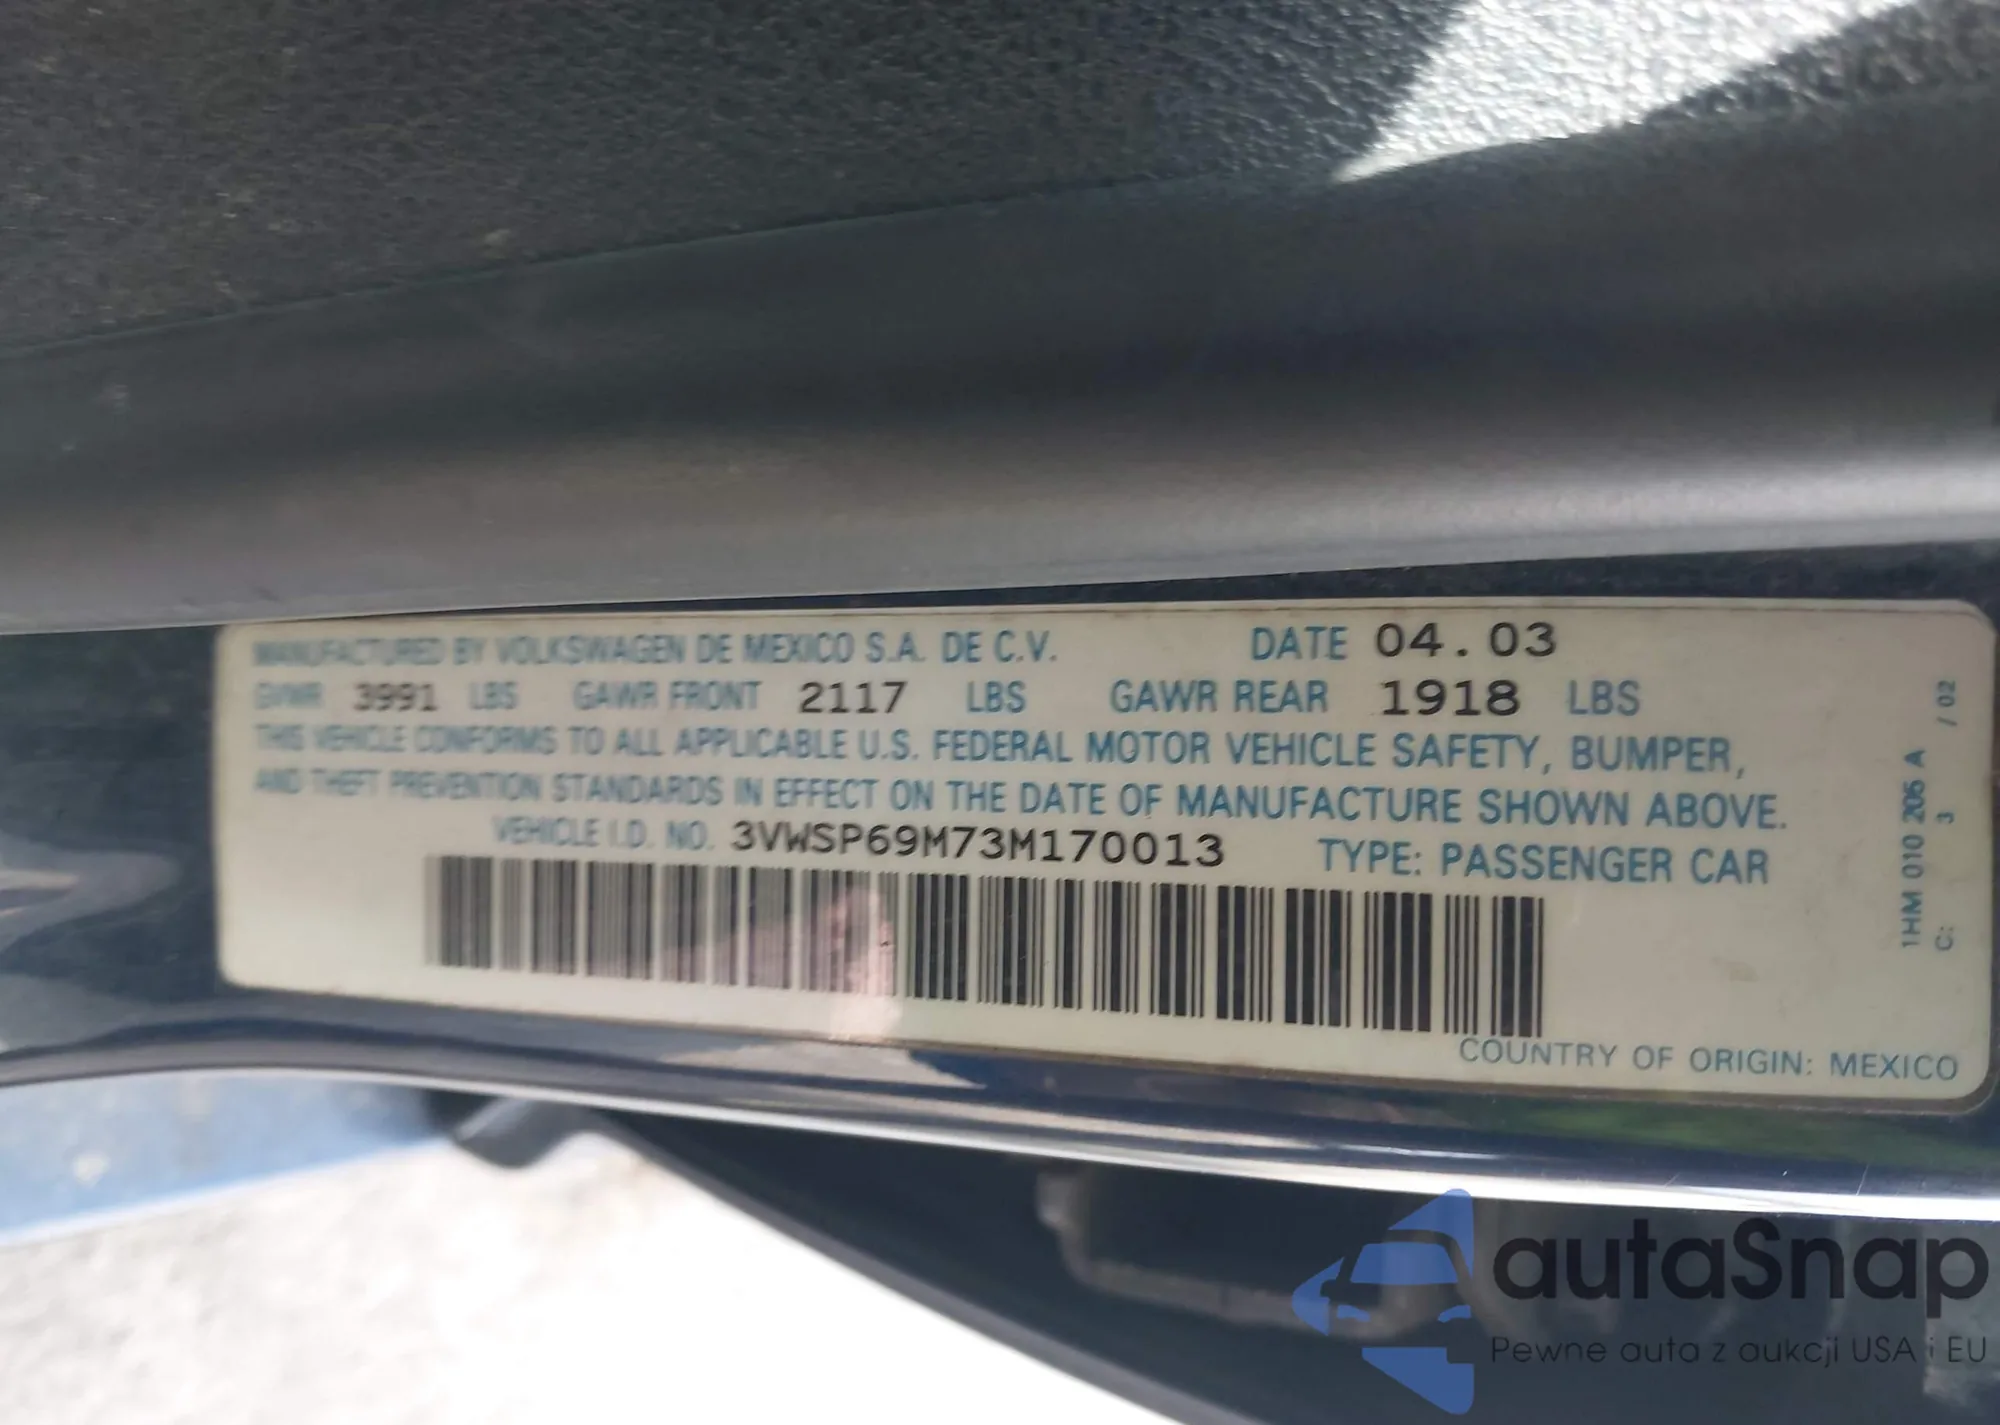 MANUFACTURED BY VOLKSWAGEN DE MEXICO S.A. DE C.V. DATE 04.03
GVWR 3991 LBS GAWR FRONT 2117 LBS GAWR REAR 1918 LBS
THIS VEHICLE CONFORMS TO ALL APPLICABLE U.S. FEDERAL MOTOR VEHICLE SAFETY, BUMPER,
AND THEFT PREVENTION STANDARDS IN EFFECT ON THE DATE OF MANUFACTURE SHOWN ABOVE.
VEHICLE I.D. NO. 3VWSP69M73M170013 TYPE: PASSENGER CAR
COUNTRY OF ORIGIN: MEXICO
1HM 010 205 A
C: 3 / 02
autaSnap
Pewne auta z aukcji USA i EU